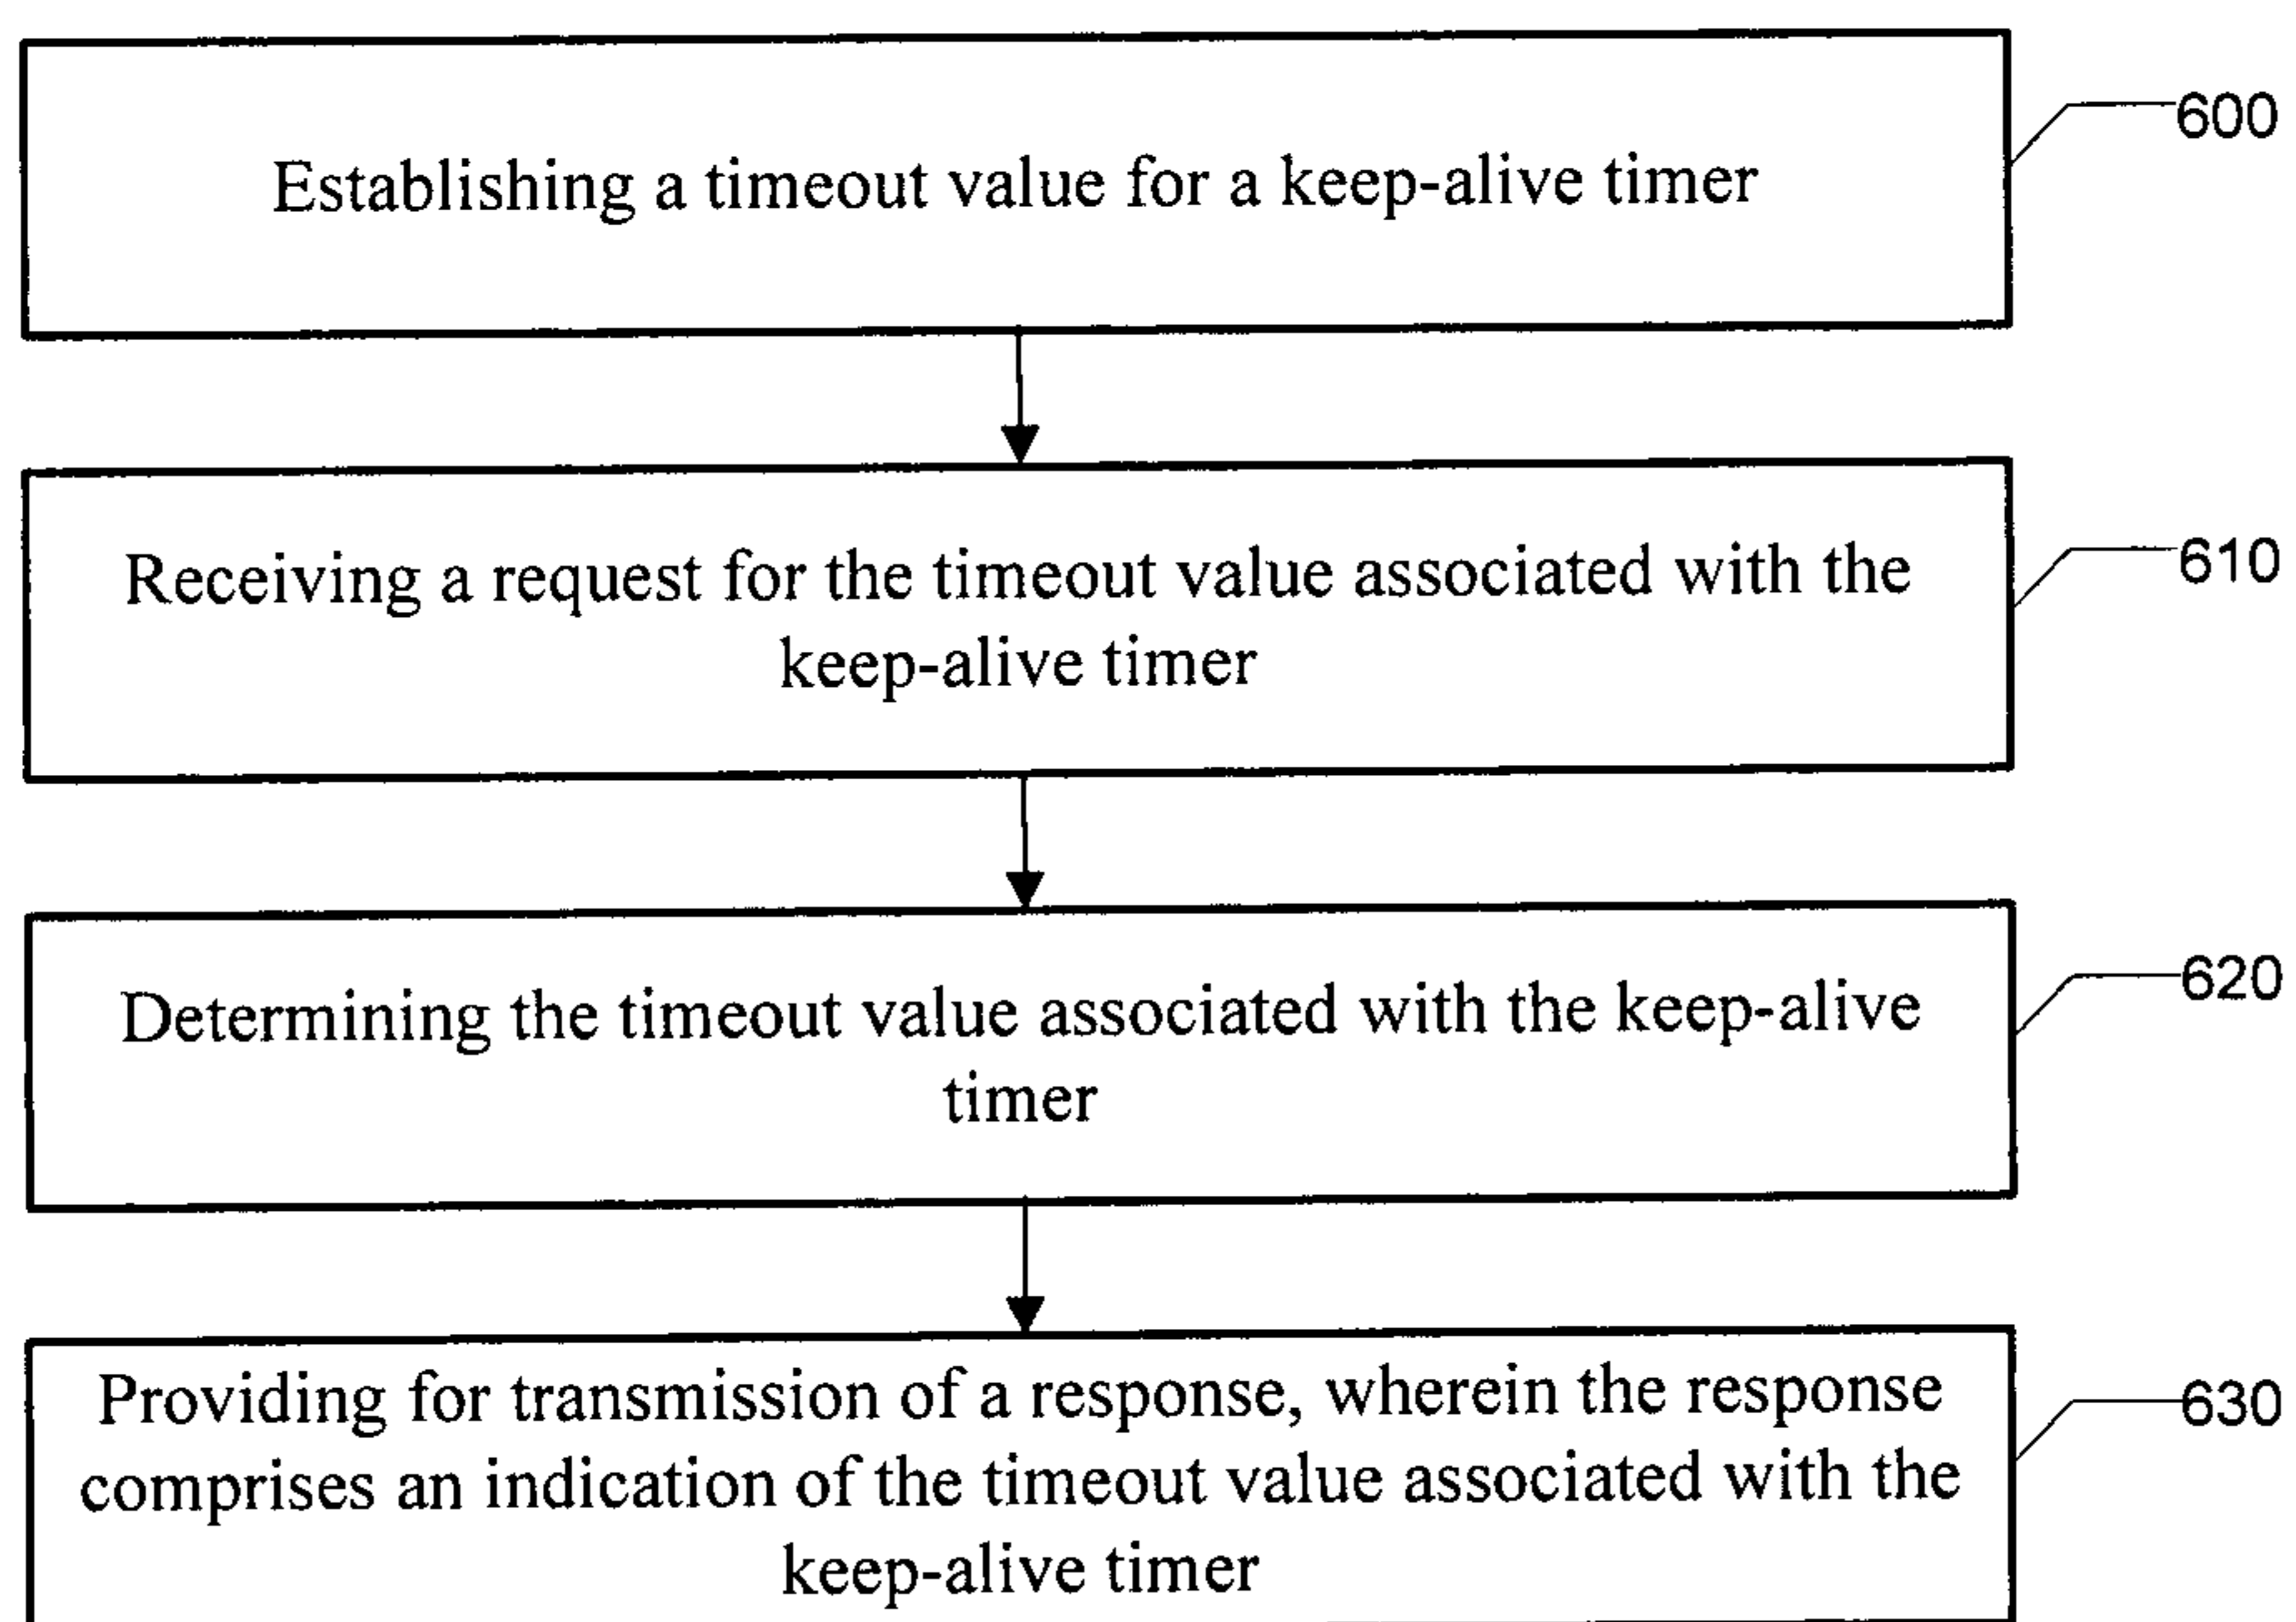 Establishing a timeout value for a keep-alive timer
600
Receiving a request for the timeout value associated with the
keep-alive timer
610
Determining the timeout value associated with the keep-alive
timer
620
Providing for transmission of a response, wherein the response
comprises an indication of the timeout value associated with the
keep-alive timer
630